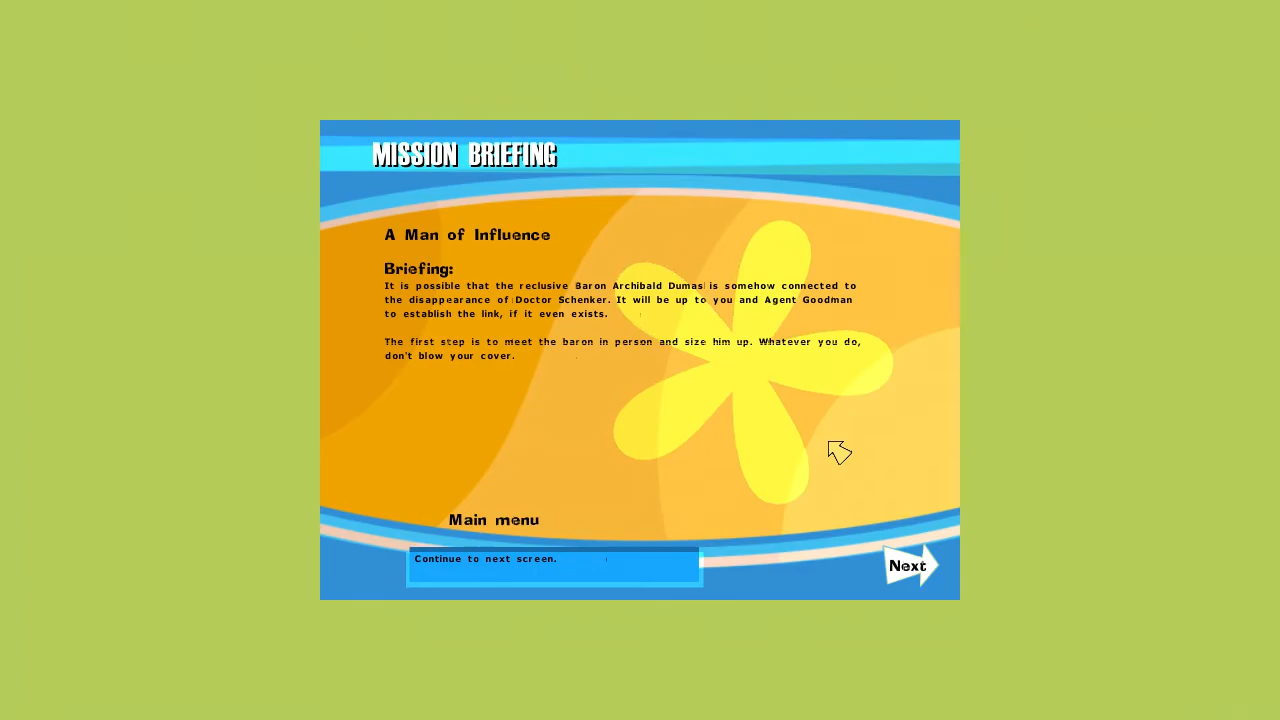 MISSION BRIEFING
A Man of Influence
Briefing:
It is possible that the reclusive Baron Archibald Dumas is somehow connected to
the disappearance of Doctor Schenker. It will be up to you and Agent Goodman
to establish the link, if it even exists.
The first step is to meet the baron in person and size him up. Whatever you do,
don't blow your cover.
Main menu
Continue to next screen.
Next